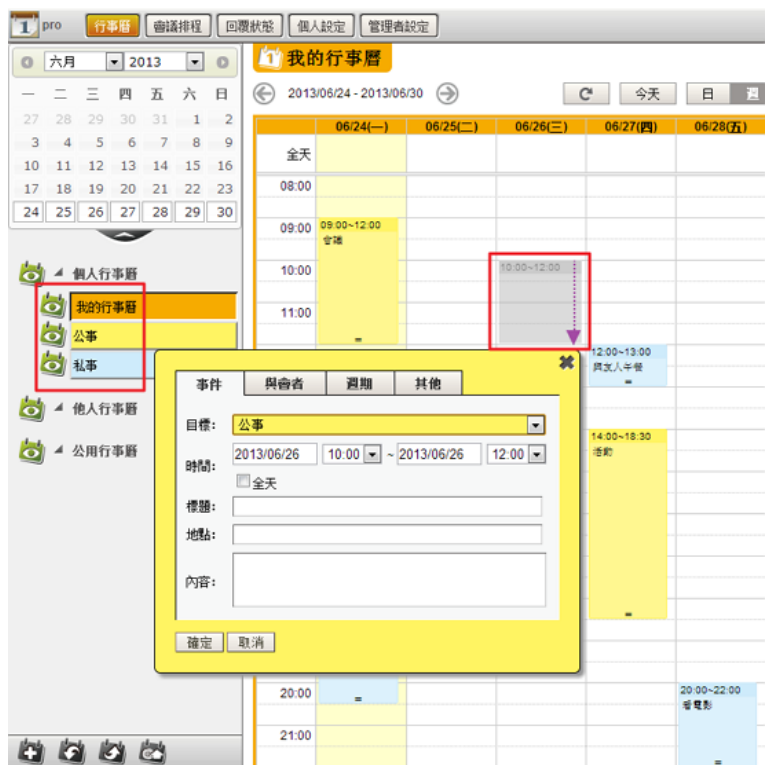 1 pro 行事曆 會議排程 回覆狀態 個人設定 管理者設定
六月 2013
一 二 三 四 五 六 日
27 28 29 30 31 1 2
3 4 5 6 7 8 9
10 11 12 13 14 15 16
17 18 19 20 21 22 23
24 25 26 27 28 29 30
個人行事曆
我的行事曆
公事
私事
他人行事曆
公用行事曆
1 我的行事曆
2013/06/24 - 2013/06/30 今天 日 週
06/24(一) 06/25(二) 06/26(三) 06/27(四) 06/28(五)
全天
08:00
09:00 09:00~12:00
會議
10:00 10:00~12:00
11:00
12:00~13:00
與友人午餐
14:00~18:30
活動
事件 與會者 週期 其他
目標: 公事
時間: 2013/06/26 10:00 ~ 2013/06/26 12:00
全天
標題:
地點:
內容:
確定 取消
20:00 20:00~22:00
看電影
21:00